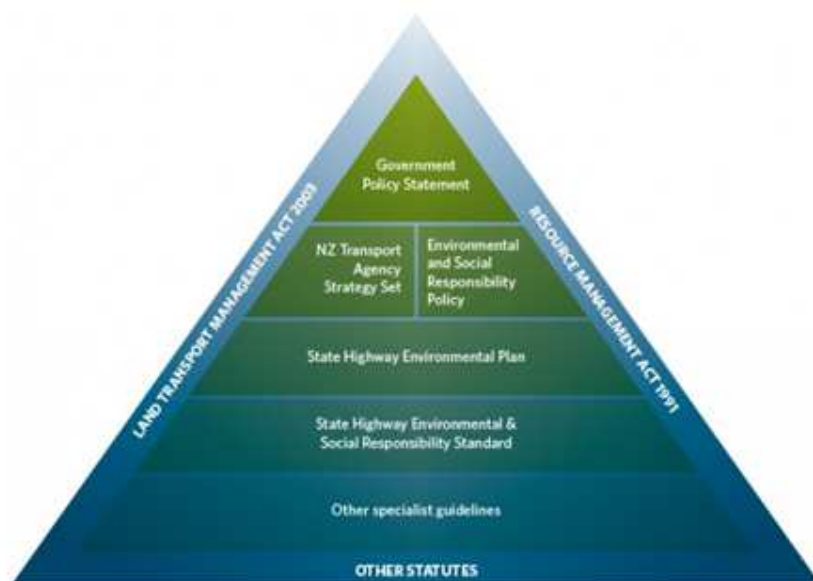 Government
Policy Statement
LAND TRANSPORT MANAGEMENT ACT 2003
RESOURCE MANAGEMENT ACT 1991
NZ Transport
Agency
Strategy Set
Environmental
and Social
Responsibility
Policy
State Highway Environmental Plan
State Highway Environmental &
Social Responsibility Standard
Other specialist guidelines
OTHER STATUTES